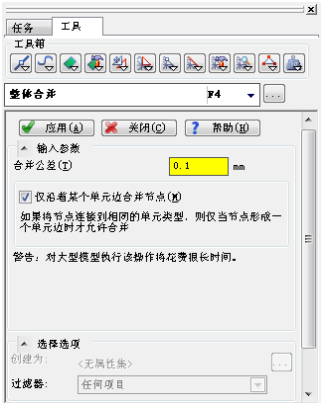 任务 工具
工具箱
整体合并 F4 ...
应用(A) 关闭(C) ? 帮助(H)
输入参数
合并公差(T) 0.1 mm
仅沿着某个单元边合并节点(M)
如果将节点连接到相同的单元类型，则仅当节点形成一
个单元边时才允许合并
警告：对大型模型执行该操作将花费很长时间。
选择选项
创建为: <无属性集> ...
过滤器: 任何项目